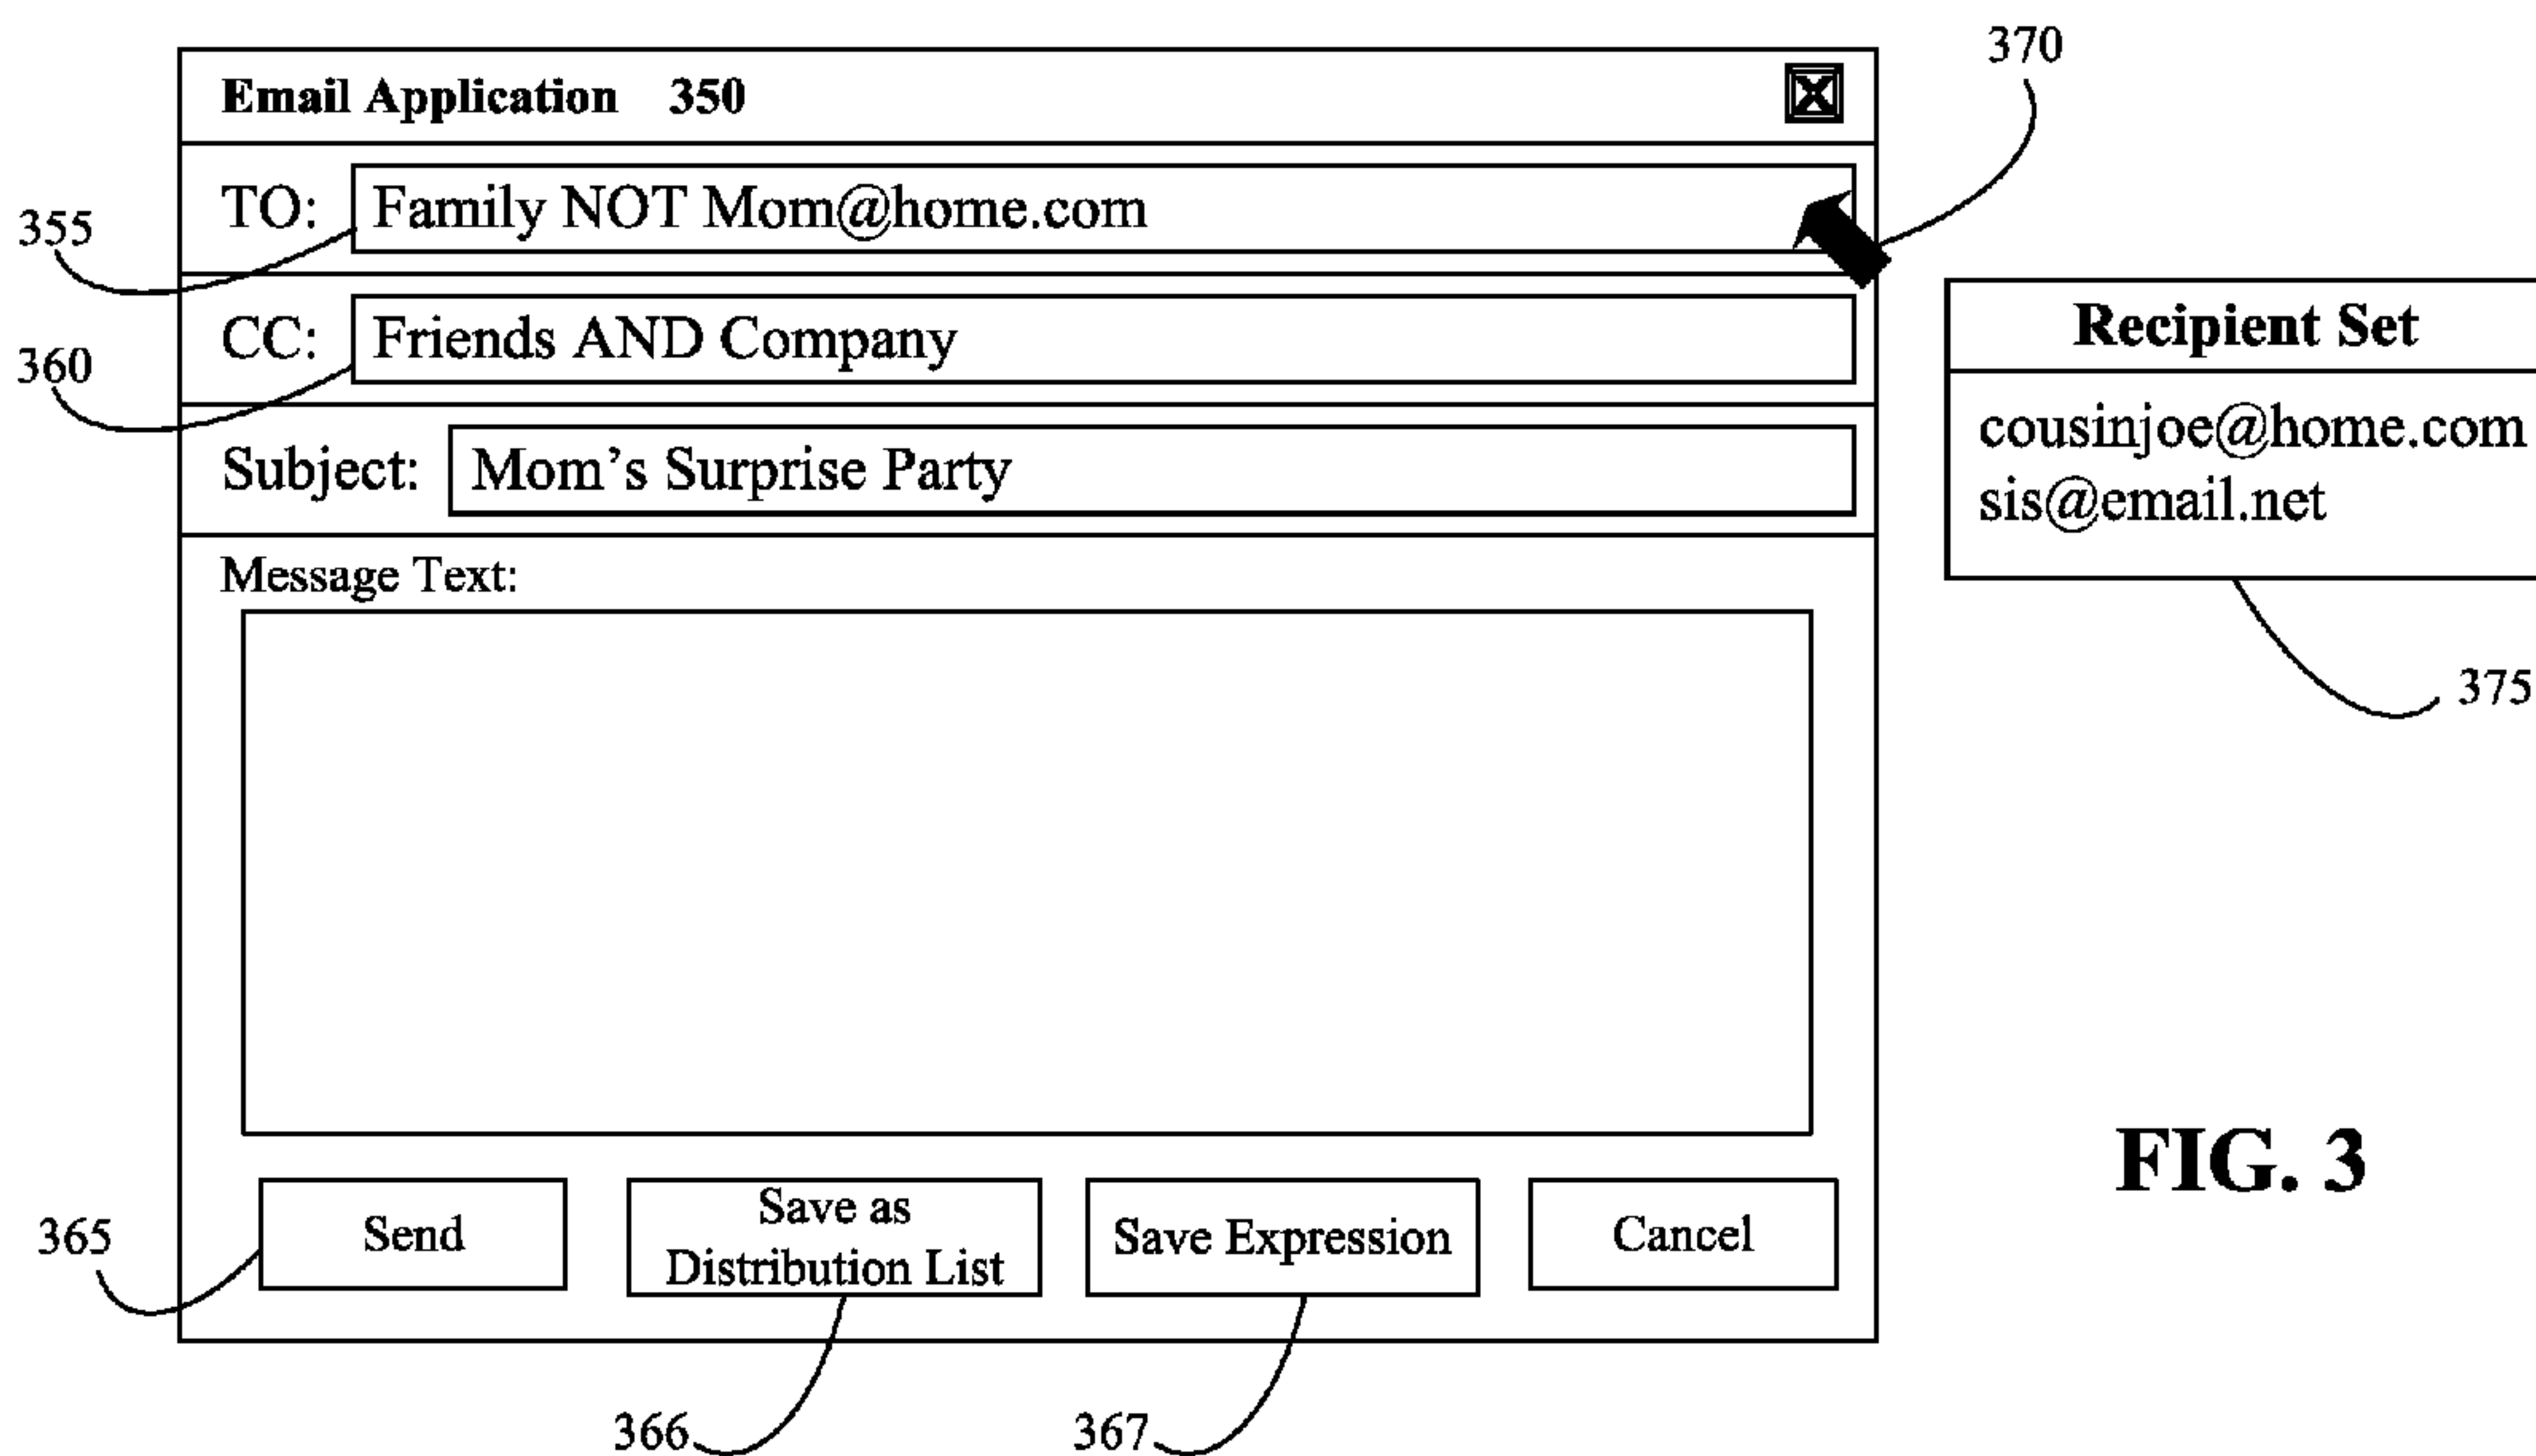 370
Email Application 350
355
TO: Family NOT Mom@home.com
360
CC: Friends AND Company
Subject: Mom's Surprise Party
Message Text:
Recipient Set
cousinjoe@home.com
sis@email.net
375
FIG. 3
365
Send
Save as
Distribution List
Save Expression
Cancel
366
367